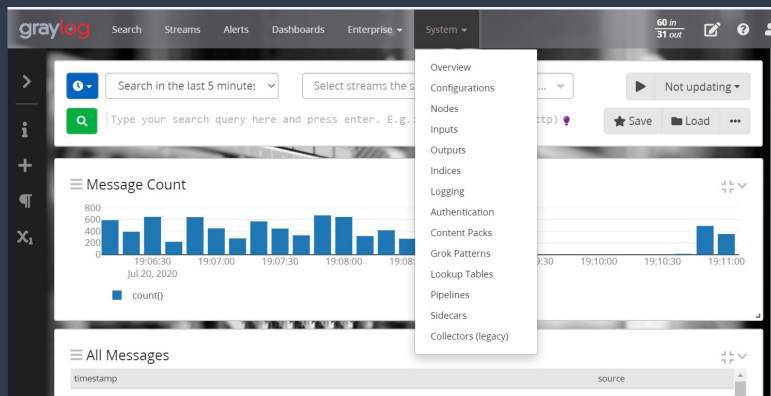 graylog
Search Streams Alerts Dashboards Enterprise System
60 in
31 out
Overview
Configurations
Nodes
Inputs
Outputs
Indices
Logging
Authentication
Content Packs
Grok Patterns
Lookup Tables
Pipelines
Sidecars
Collectors (legacy)
Search in the last 5 minute:
Select streams the s ...
Not updating
Type your search query here and press enter. E.g.: ttp)
Save Load
Message Count
800
600
400
200
0
19:06:30 19:07:00 19:07:30 19:08:00 19:08: 9:30 19:10:00 19:10:30 19:11:00
Jul 20, 2020
count()
All Messages
timestamp source